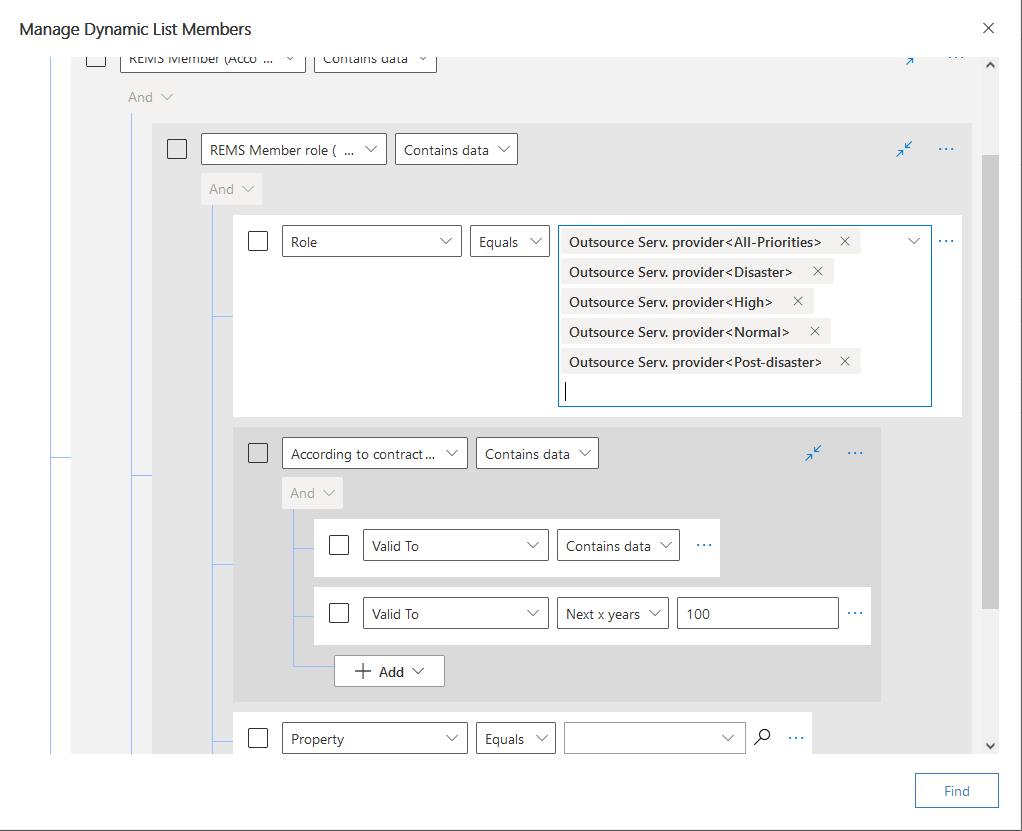 Manage Dynamic List Members
REMS Member (Acco ... Contains data ...
And
REMS Member role ( ... Contains data ...
And
Role Equals Outsource Serv. provider<All-Priorities> ...
Outsource Serv. provider<Disaster>
Outsource Serv. provider<High>
Outsource Serv. provider<Normal>
Outsource Serv. provider<Post-disaster>
According to contract ... Contains data ...
And
Valid To Contains data ...
Valid To Next x years 100 ...
+ Add
Property Equals ...
Find